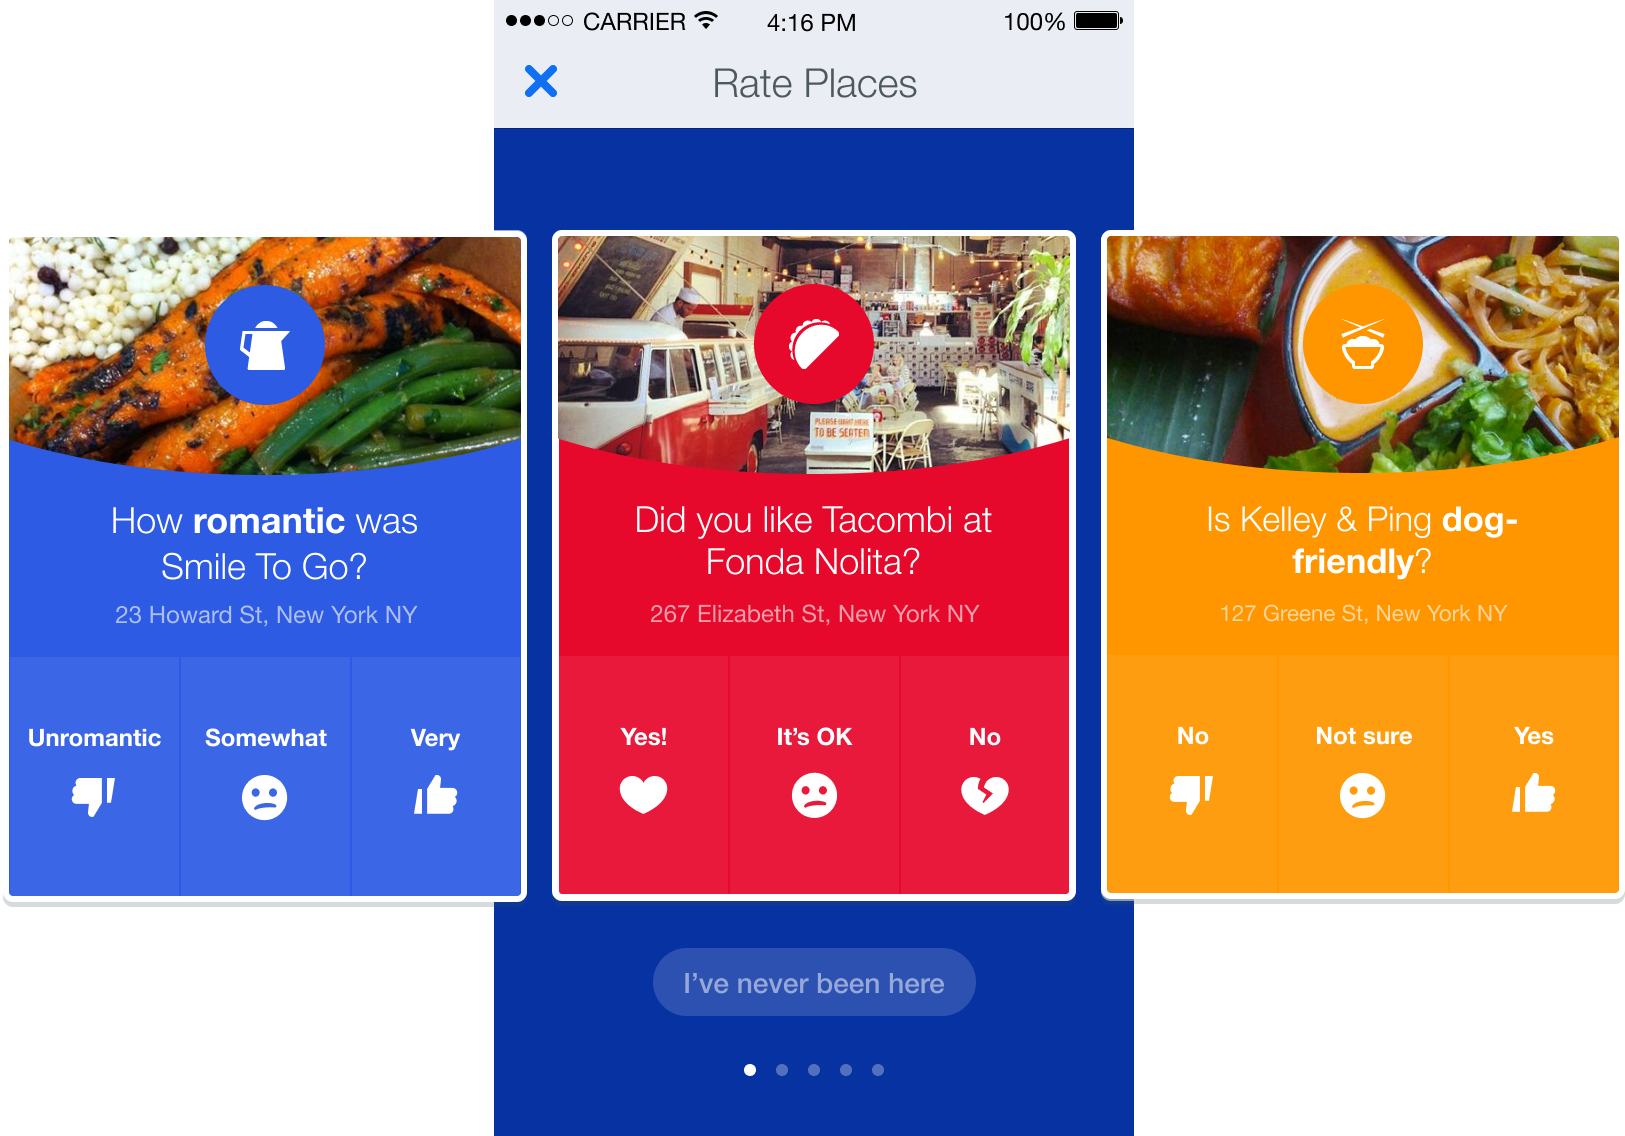 CARRIER 4:16 PM 100%
Rate Places
How romantic was
Smile To Go?
23 Howard St, New York NY
Unromantic
Somewhat
Very
PLEASE WAIT HERE
TO BE SEATED
Did you like Tacombi at
Fonda Nolita?
267 Elizabeth St, New York NY
Yes!
It's OK
No
Is Kelley & Ping dog-
friendly?
127 Greene St, New York NY
No
Not sure
Yes
I've never been here